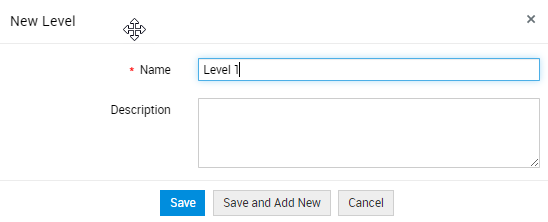 New Level ×
* Name Level 1
Description
Save Save and Add New Cancel